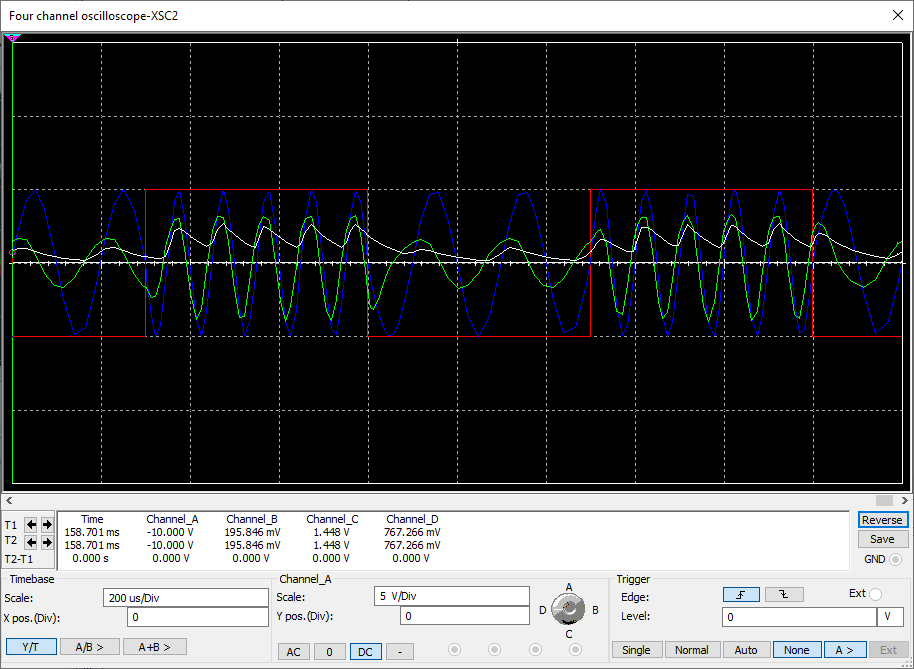 Four channel oscilloscope-XSC2
Time Channel_A Channel_B Channel_C Channel_D
T1 158.701 ms -10.000 V 195.846 mV 1.448 V 767.266 mV
T2 158.701 ms -10.000 V 195.846 mV 1.448 V 767.266 mV
T2-T1 0.000 s 0.000 V 0.000 V 0.000 V 0.000 V
Reverse
Save
GND
Timebase
Scale: 200 us/Div
X pos.(Div): 0
Y/T A/B > A+B >
Channel_A
Scale: 5 V/Div
Y pos.(Div): 0
AC 0 DC -
A
D B
C
Trigger
Edge: Ext
Level: 0 V
Single Normal Auto None A > Ext